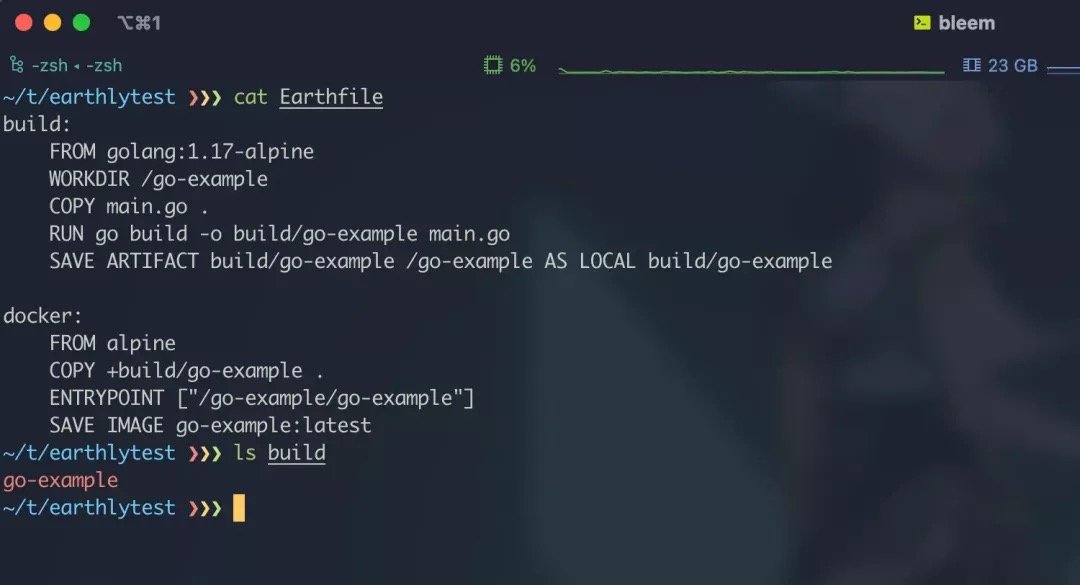 ⌥⌘1
bleem
-zsh ◂ -zsh
6%
23 GB
~/t/earthlytest ❯❯❯ cat Earthfile
build:
    FROM golang:1.17-alpine
    WORKDIR /go-example
    COPY main.go .
    RUN go build -o build/go-example main.go
    SAVE ARTIFACT build/go-example /go-example AS LOCAL build/go-example

docker:
    FROM alpine
    COPY +build/go-example .
    ENTRYPOINT ["/go-example/go-example"]
    SAVE IMAGE go-example:latest
~/t/earthlytest ❯❯❯ ls build
go-example
~/t/earthlytest ❯❯❯